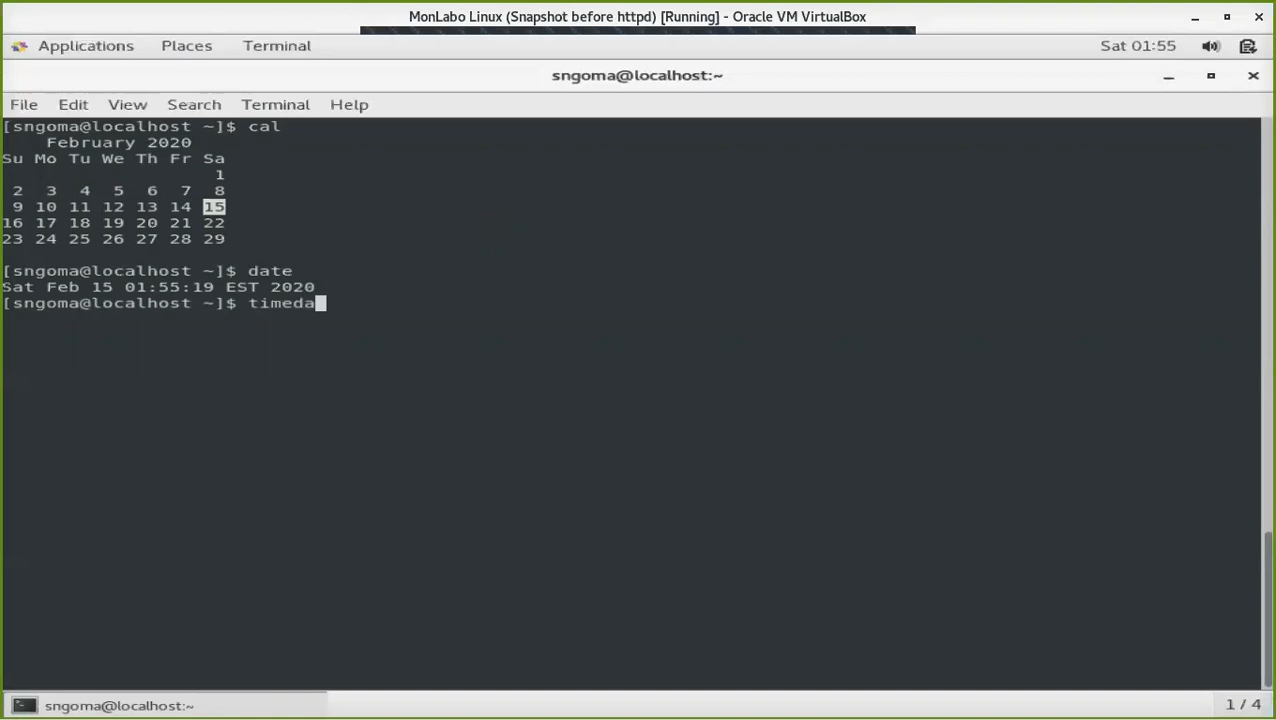 MonLabo Linux (Snapshot before httpd) [Running] - Oracle VM VirtualBox
Applications Places Terminal Sat 01:55
sngoma@localhost:~
File Edit View Search Terminal Help
[sngoma@localhost ~]$ cal
February 2020
Su Mo Tu We Th Fr Sa
1
2 3 4 5 6 7 8
9 10 11 12 13 14 15
16 17 18 19 20 21 22
23 24 25 26 27 28 29
[sngoma@localhost ~]$ date
Sat Feb 15 01:55:19 EST 2020
[sngoma@localhost ~]$ timeda
sngoma@localhost:~ 1 / 4